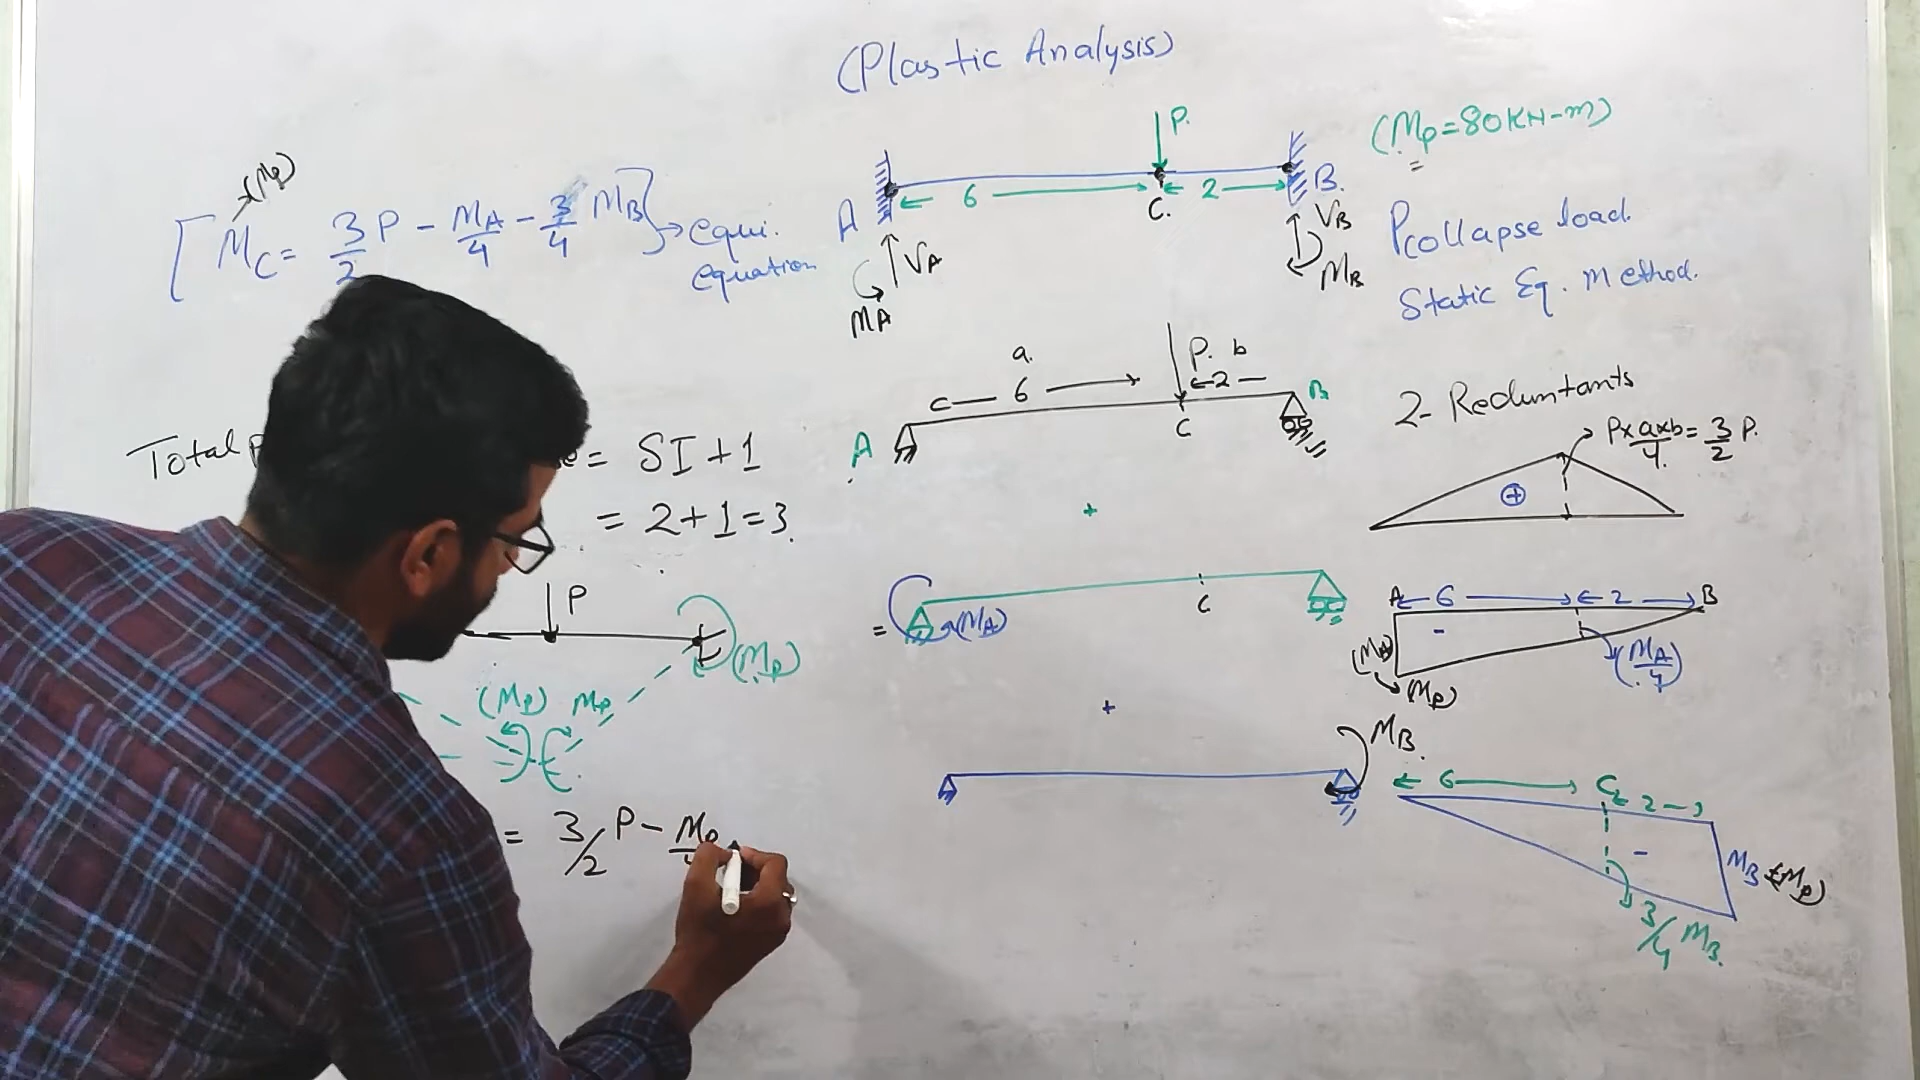 (Plastic Analysis)
(Mp)
Mc = 3/2 P - MA/4 - 3/4 MB → equi.
equation
Total = SI + 1
= 2 + 1 = 3.
P
(Mp)
(Mp) Mp
= 3/2 P - Mp
P.
6 2
A C. B.
VA
MA
VB
MB
(Mp = 80 KN-m)
Pcollapse load.
Static Eq. Method.
a. P. b
6 2
A C B
+
= (MA) C
+
MB.
2- Reduntants
P×a×b/4. = 3/2 P.
+
A 6 2 B
-
(MA)
(Mp)
(MA/4)
6 C 2
-
MB (Mp)
3/4 MB.